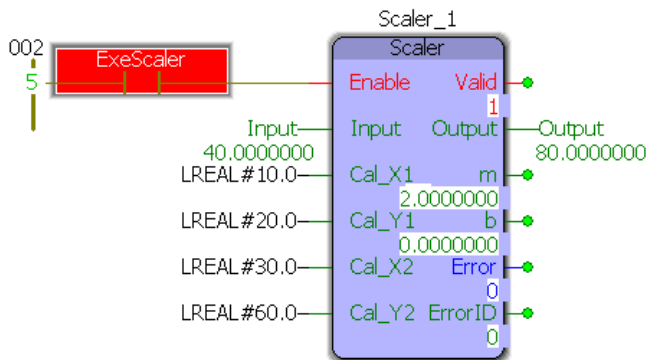 Scaler_1
002
ExeScaler
Scaler
5
Enable Valid
1
Input Input Output Output
40.0000000 80.0000000
LREAL#10.0 Cal_X1 m
2.0000000
LREAL#20.0 Cal_Y1 b
0.0000000
LREAL#30.0 Cal_X2 Error
0
LREAL#60.0 Cal_Y2 ErrorID
0